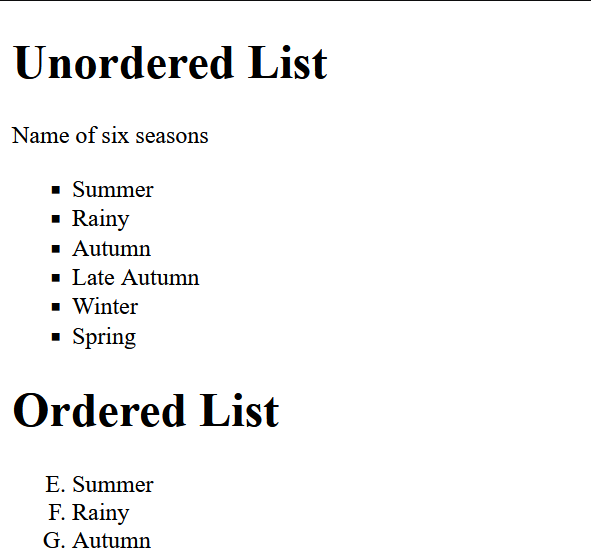 Unordered List
Name of six seasons
▪ Summer
▪ Rainy
▪ Autumn
▪ Late Autumn
▪ Winter
▪ Spring
Ordered List
E. Summer
F. Rainy
G. Autumn